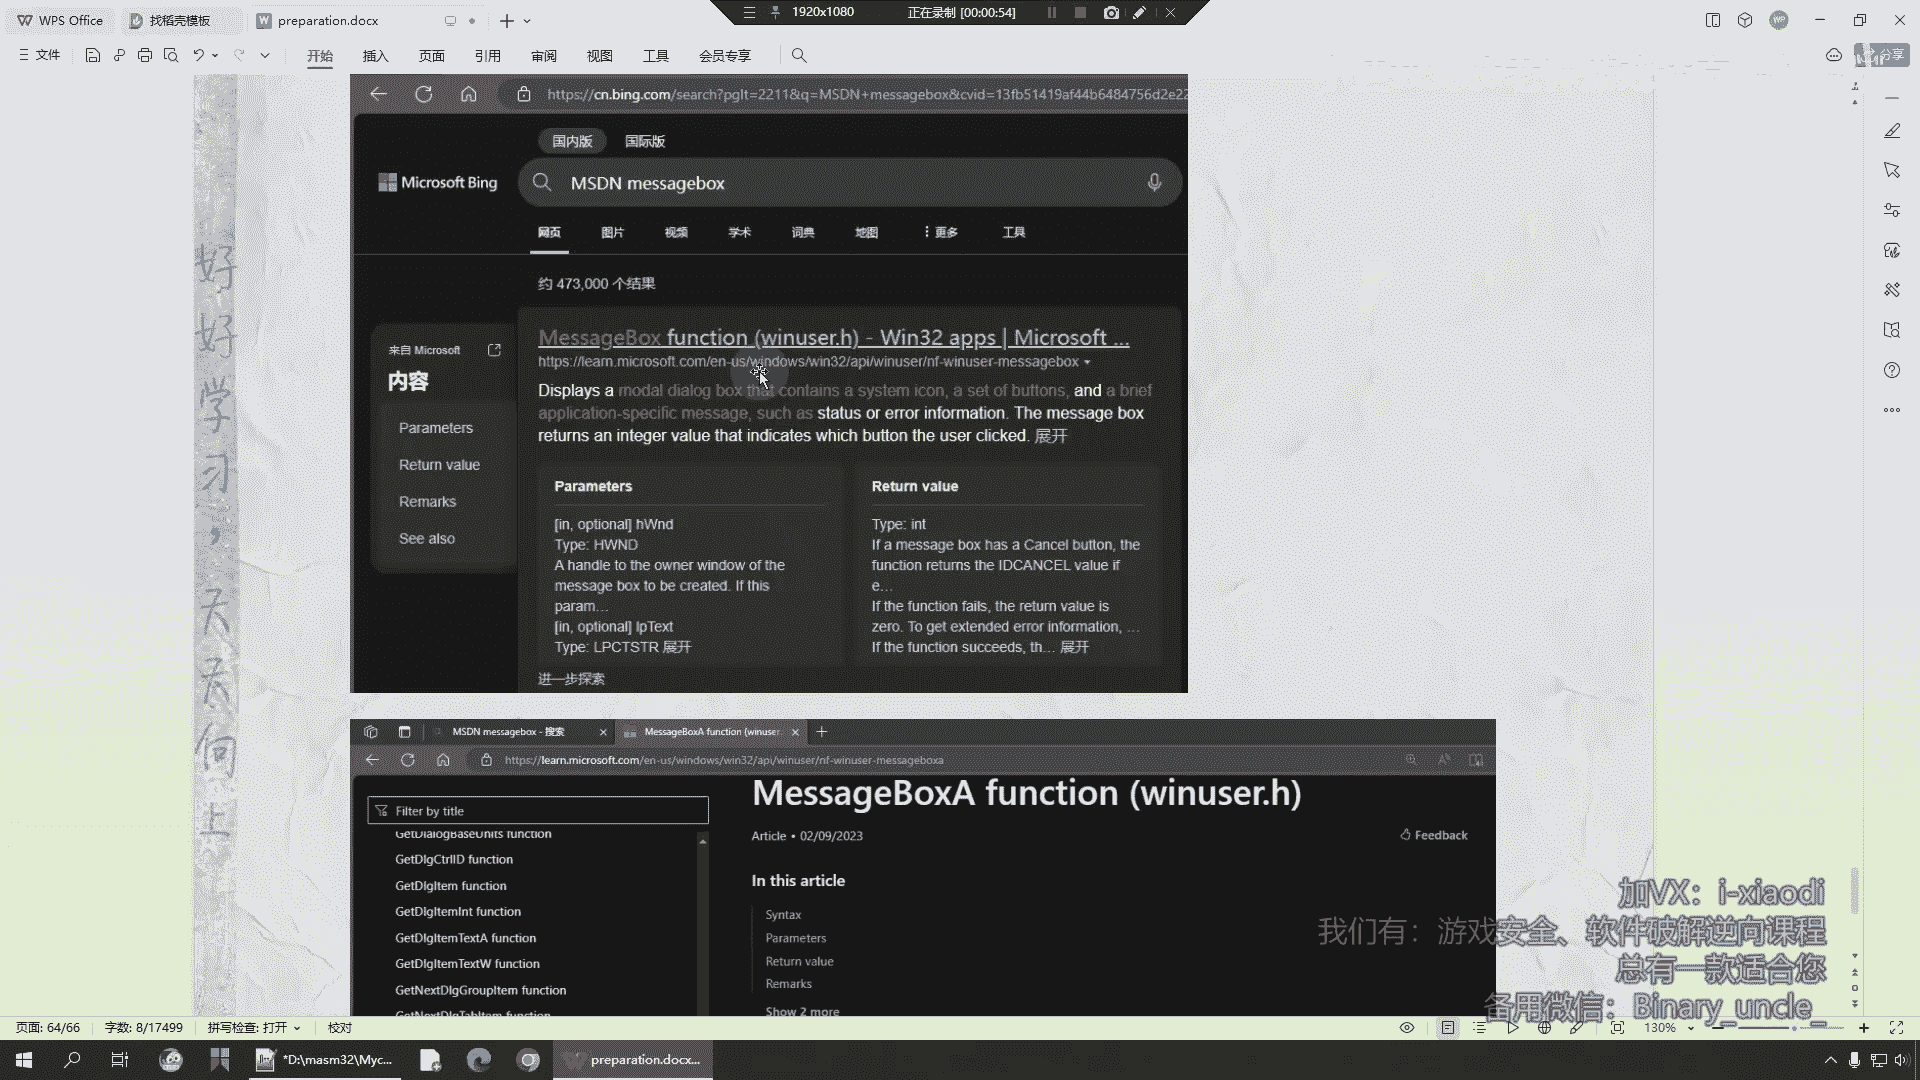 WPS Office
找稻壳模板
preparation.docx
1920x1080
正在录制 [00:00:54]
WP
文件
开始
插入
页面
引用
审阅
视图
工具
会员专享
分享
https://cn.bing.com/search?pglt=2211&q=MSDN+messagebox&cvid=13fb51419af44b6484756d2e22
国内版
国际版
Microsoft Bing
MSDN messagebox
网页
图片
视频
学术
词典
地图
更多
工具
约 473,000 个结果
MessageBox function (winuser.h) - Win32 apps | Microsoft ...
https://learn.microsoft.com/en-us/windows/win32/api/winuser/nf-winuser-messagebox
Displays a modal dialog box that contains a system icon, a set of buttons, and a brief
application-specific message, such as status or error information. The message box
returns an integer value that indicates which button the user clicked. 展开
来自 Microsoft
内容
Parameters
Return value
Remarks
See also
Parameters
[in, optional] hWnd
Type: HWND
A handle to the owner window of the
message box to be created. If this
param...
[in, optional] lpText
Type: LPCTSTR 展开
Return value
Type: int
If a message box has a Cancel button, the
function returns the IDCANCEL value if
e...
If the function fails, the return value is
zero. To get extended error information, ...
If the function succeeds, th... 展开
进一步探索
好好学习，天天向上
MSDN messagebox - 搜索
MessageBoxA function (winuser
https://learn.microsoft.com/en-us/windows/win32/api/winuser/nf-winuser-messageboxa
Filter by title
GetDialogBaseUnits function
GetDlgCtrlID function
GetDlgItem function
GetDlgItemInt function
GetDlgItemTextA function
GetDlgItemTextW function
GetNextDlgGroupItem function
GetNextDlgTabItem function
MessageBoxA function (winuser.h)
Article • 02/09/2023
Feedback
In this article
Syntax
Parameters
Return value
Remarks
Show 2 more
加VX：i-xiaodi
我们有：游戏安全、软件破解逆向课程
总有一款适合您
备用微信：Binary_uncle_
页面: 64/66
字数: 8/17499
拼写检查: 打开
校对
130%
*D:\masm32\Myc...
preparation.docx...